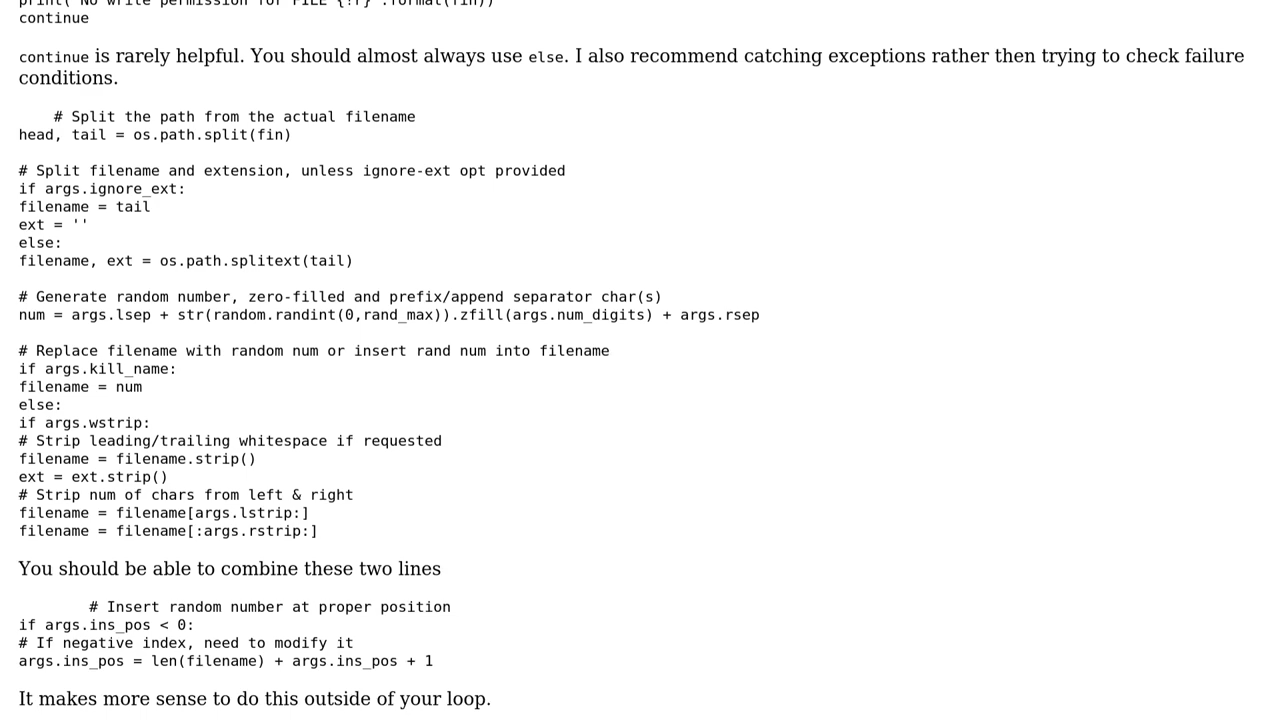 print("No write permission for FILE {!r}".format(fin))
continue
continue is rarely helpful. You should almost always use else. I also recommend catching exceptions rather then trying to check failure
conditions.
# Split the path from the actual filename
head, tail = os.path.split(fin)
# Split filename and extension, unless ignore-ext opt provided
if args.ignore_ext:
filename = tail
ext = ''
else:
filename, ext = os.path.splitext(tail)
# Generate random number, zero-filled and prefix/append separator char(s)
num = args.lsep + str(random.randint(0,rand_max)).zfill(args.num_digits) + args.rsep
# Replace filename with random num or insert rand num into filename
if args.kill_name:
filename = num
else:
if args.wstrip:
# Strip leading/trailing whitespace if requested
filename = filename.strip()
ext = ext.strip()
# Strip num of chars from left & right
filename = filename[args.lstrip:]
filename = filename[:args.rstrip:]
You should be able to combine these two lines
# Insert random number at proper position
if args.ins_pos < 0:
# If negative index, need to modify it
args.ins_pos = len(filename) + args.ins_pos + 1
It makes more sense to do this outside of your loop.